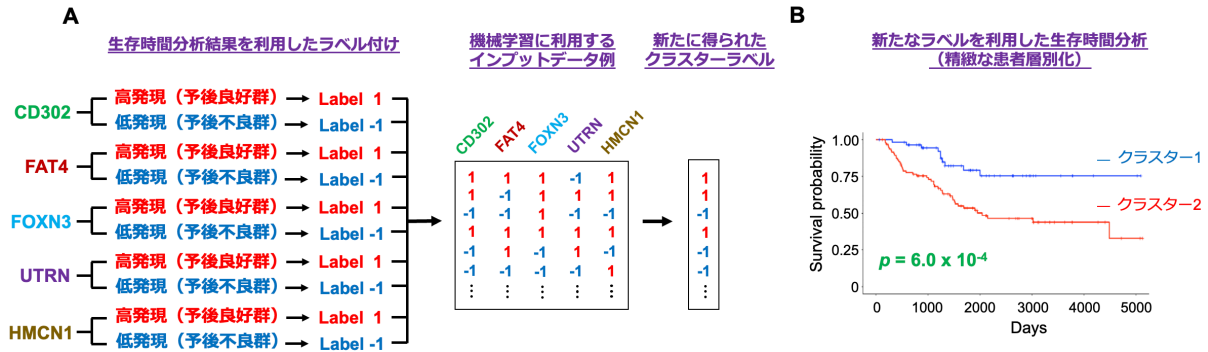 A
生存時間分析結果を利用したラベル付け
CD302
高発現（予後良好群） Label 1
低発現（予後不良群） Label -1
FAT4
高発現（予後良好群） Label 1
低発現（予後不良群） Label -1
FOXN3
高発現（予後良好群） Label 1
低発現（予後不良群） Label -1
UTRN
高発現（予後良好群） Label 1
低発現（予後不良群） Label -1
HMCN1
高発現（予後良好群） Label 1
低発現（予後不良群） Label -1
機械学習に利用する
インプットデータ例
CD302 FAT4 FOXN3 UTRN HMCN1
1 1 1 -1 1
1 -1 1 1 1
-1 -1 1 -1 -1
1 1 1 1 1
-1 1 -1 1 -1
-1 -1 -1 -1 1
⋮ ⋮ ⋮ ⋮ ⋮
新たに得られた
クラスターラベル
1
1
-1
1
-1
-1
⋮
B
新たなラベルを利用した生存時間分析
（精緻な患者層別化）
Survival probability
1.00
0.75
0.50
0.25
0
クラスター1
クラスター2
p = 6.0 x 10-4
0 1000 2000 3000 4000 5000
Days